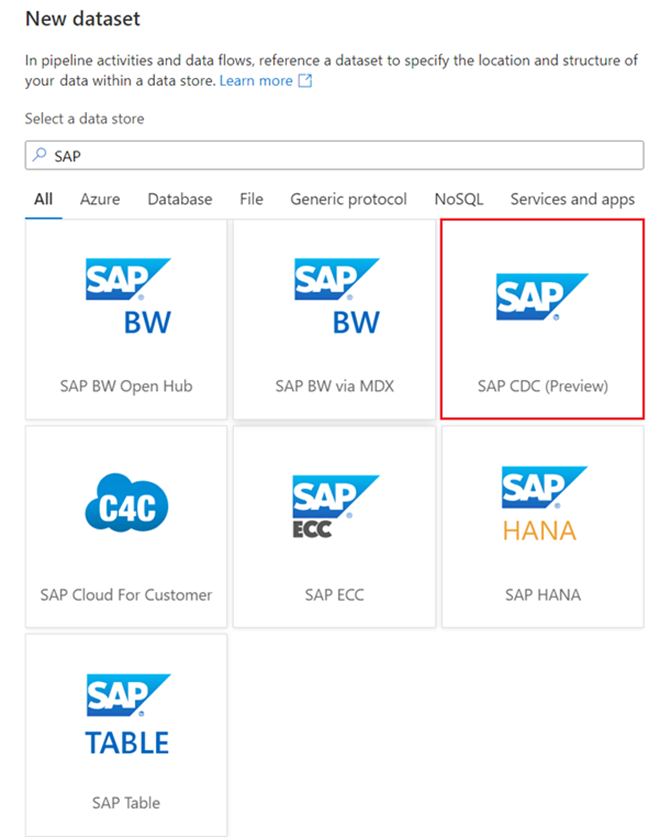 New dataset
In pipeline activities and data flows, reference a dataset to specify the location and structure of
your data within a data store. Learn more
Select a data store
SAP
All Azure Database File Generic protocol NoSQL Services and apps
SAP
BW
SAP BW Open Hub
SAP
BW
SAP BW via MDX
SAP
SAP CDC (Preview)
C4C
SAP Cloud For Customer
SAP
ECC
SAP ECC
SAP
HANA
SAP HANA
SAP
TABLE
SAP Table